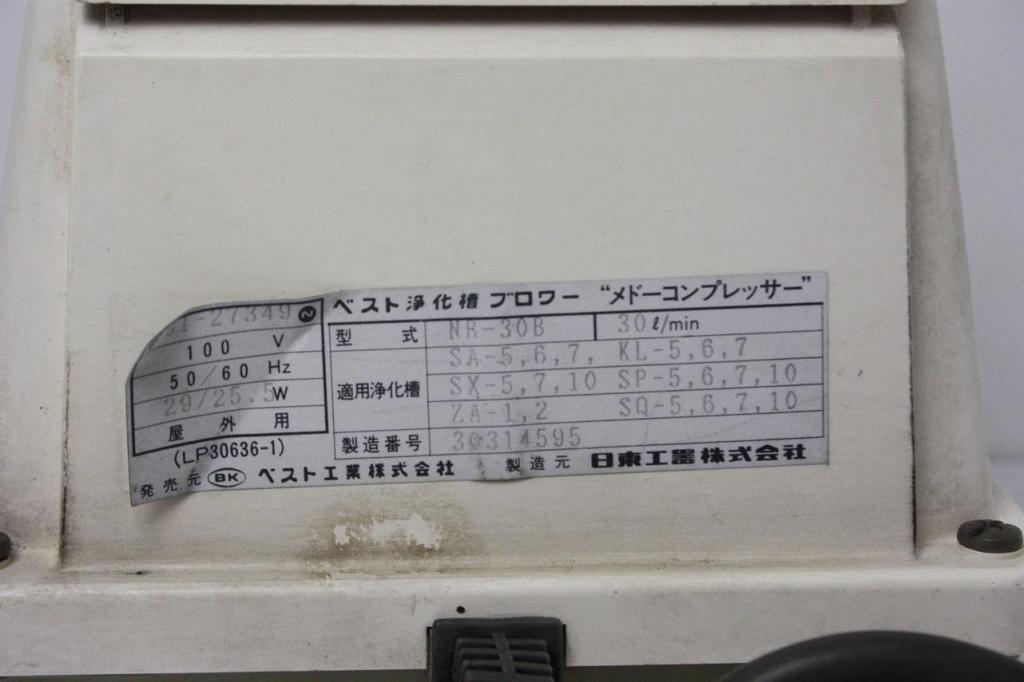 ベスト浄化槽ブロワー "メドーコンプレッサー"
型式 NB-30B 30ℓ/min
適用浄化槽
SA-5,6,7, KL-5,6,7
SX-5,7,10 SP-5,6,7,10
ZA-1,2 SQ-5,6,7,10
製造番号 30314595
-27349
100 V
50/60 Hz
29/25.5W
屋外用
(LP30636-1)
発売元 BK ベスト工業株式会社 製造元 日東工器株式会社